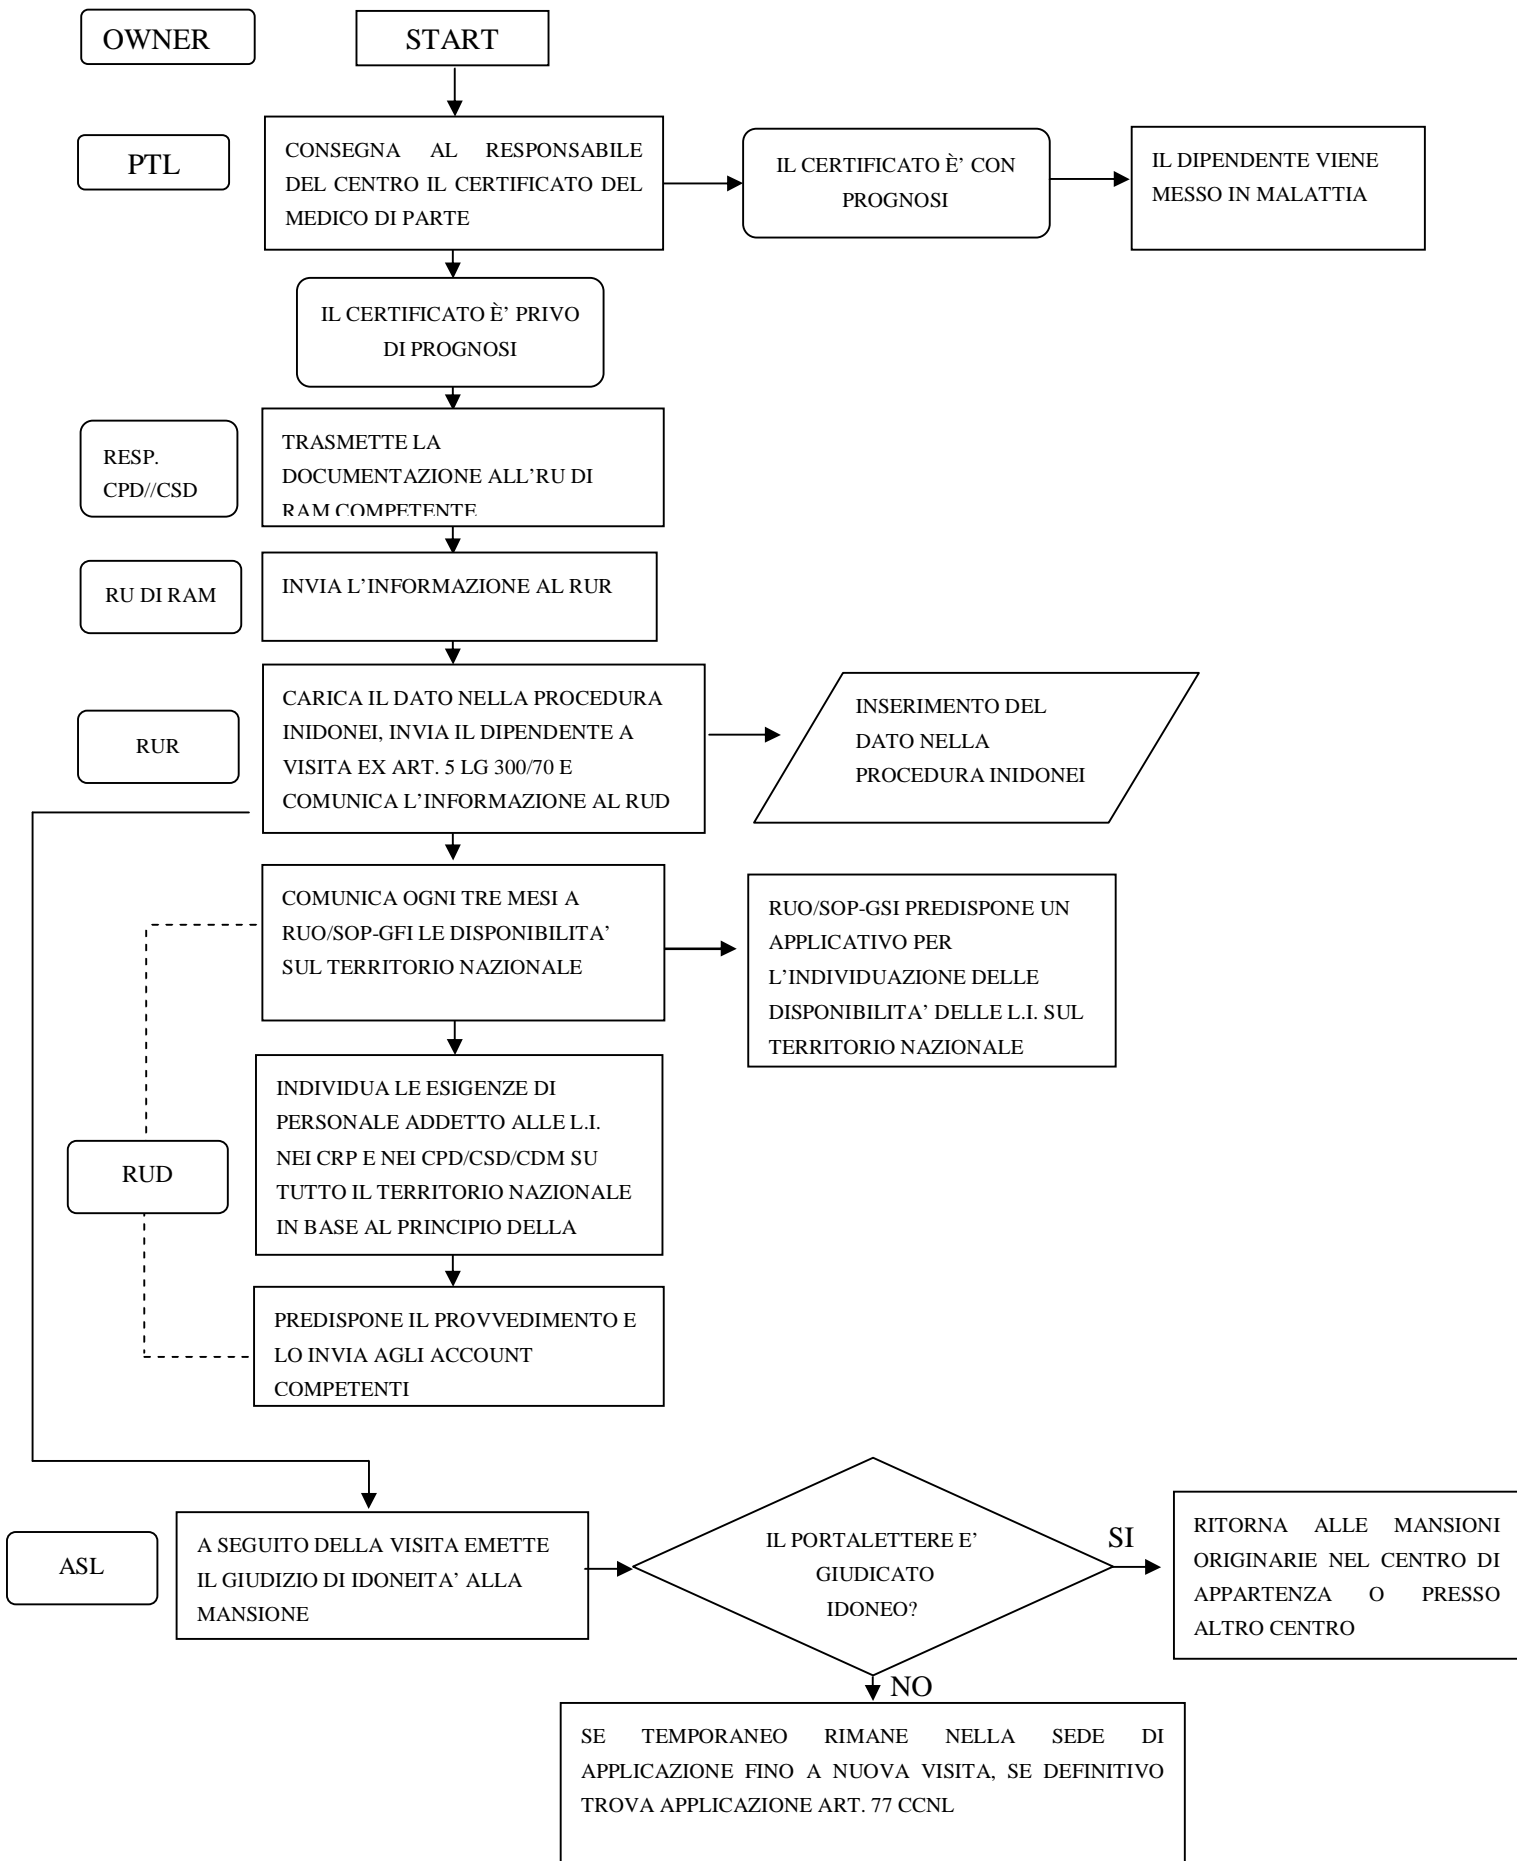 OWNER
START
PTL
CONSEGNA AL RESPONSABILE
DEL CENTRO IL CERTIFICATO DEL
MEDICO DI PARTE
IL CERTIFICATO È’ CON
PROGNOSI
IL DIPENDENTE VIENE
MESSO IN MALATTIA
IL CERTIFICATO È’ PRIVO
DI PROGNOSI
RESP.
CPD//CSD
TRASMETTE LA
DOCUMENTAZIONE ALL’RU DI
RAM COMPETENTE
RU DI RAM
INVIA L’INFORMAZIONE AL RUR
RUR
CARICA IL DATO NELLA PROCEDURA
INIDONEI, INVIA IL DIPENDENTE A
VISITA EX ART. 5 LG 300/70 E
COMUNICA L’INFORMAZIONE AL RUD
INSERIMENTO DEL
DATO NELLA
PROCEDURA INIDONEI
COMUNICA OGNI TRE MESI A
RUO/SOP-GFI LE DISPONIBILITA’
SUL TERRITORIO NAZIONALE
RUO/SOP-GSI PREDISPONE UN
APPLICATIVO PER
L’INDIVIDUAZIONE DELLE
DISPONIBILITA’ DELLE L.I. SUL
TERRITORIO NAZIONALE
RUD
INDIVIDUA LE ESIGENZE DI
PERSONALE ADDETTO ALLE L.I.
NEI CRP E NEI CPD/CSD/CDM SU
TUTTO IL TERRITORIO NAZIONALE
IN BASE AL PRINCIPIO DELLA
PREDISPONE IL PROVVEDIMENTO E
LO INVIA AGLI ACCOUNT
COMPETENTI
ASL
A SEGUITO DELLA VISITA EMETTE
IL GIUDIZIO DI IDONEITA’ ALLA
MANSIONE
IL PORTALETTERE E’
GIUDICATO
IDONEO?
SI
RITORNA ALLE MANSIONI
ORIGINARIE NEL CENTRO DI
APPARTENZA O PRESSO
ALTRO CENTRO
NO
SE TEMPORANEO RIMANE NELLA SEDE DI
APPLICAZIONE FINO A NUOVA VISITA, SE DEFINITIVO
TROVA APPLICAZIONE ART. 77 CCNL